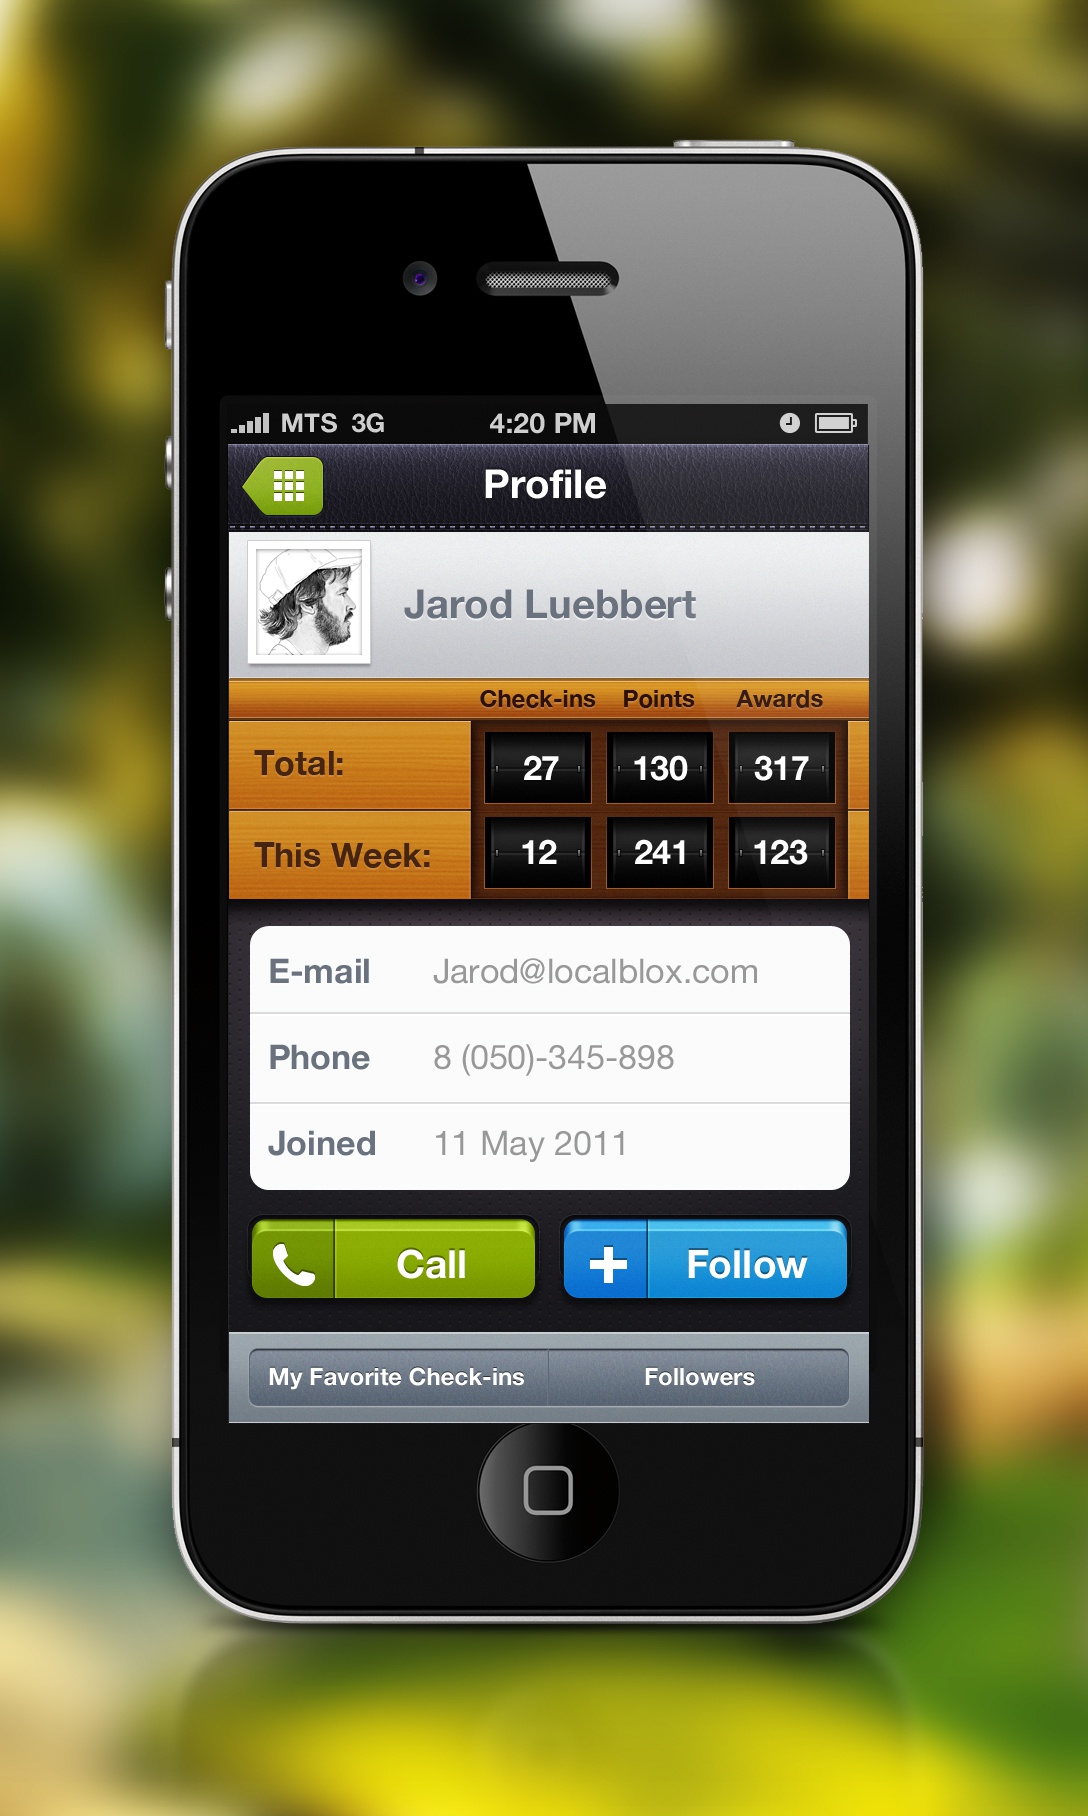 MTS 3G 4:20 PM
Profile
Jarod Luebbert
Check-ins Points Awards
Total: 27 130 317
This Week: 12 241 123
E-mail Jarod@localblox.com
Phone 8 (050)-345-898
Joined 11 May 2011
Call Follow
My Favorite Check-ins Followers